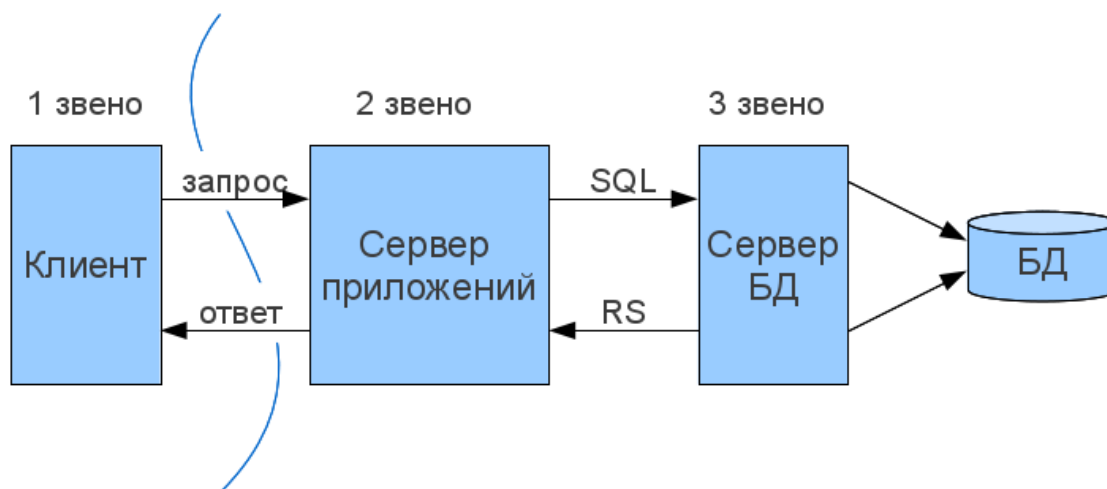 1 звено
2 звено
3 звено
запрос
SQL
Клиент
Сервер
приложений
Сервер
БД
БД
ответ
RS